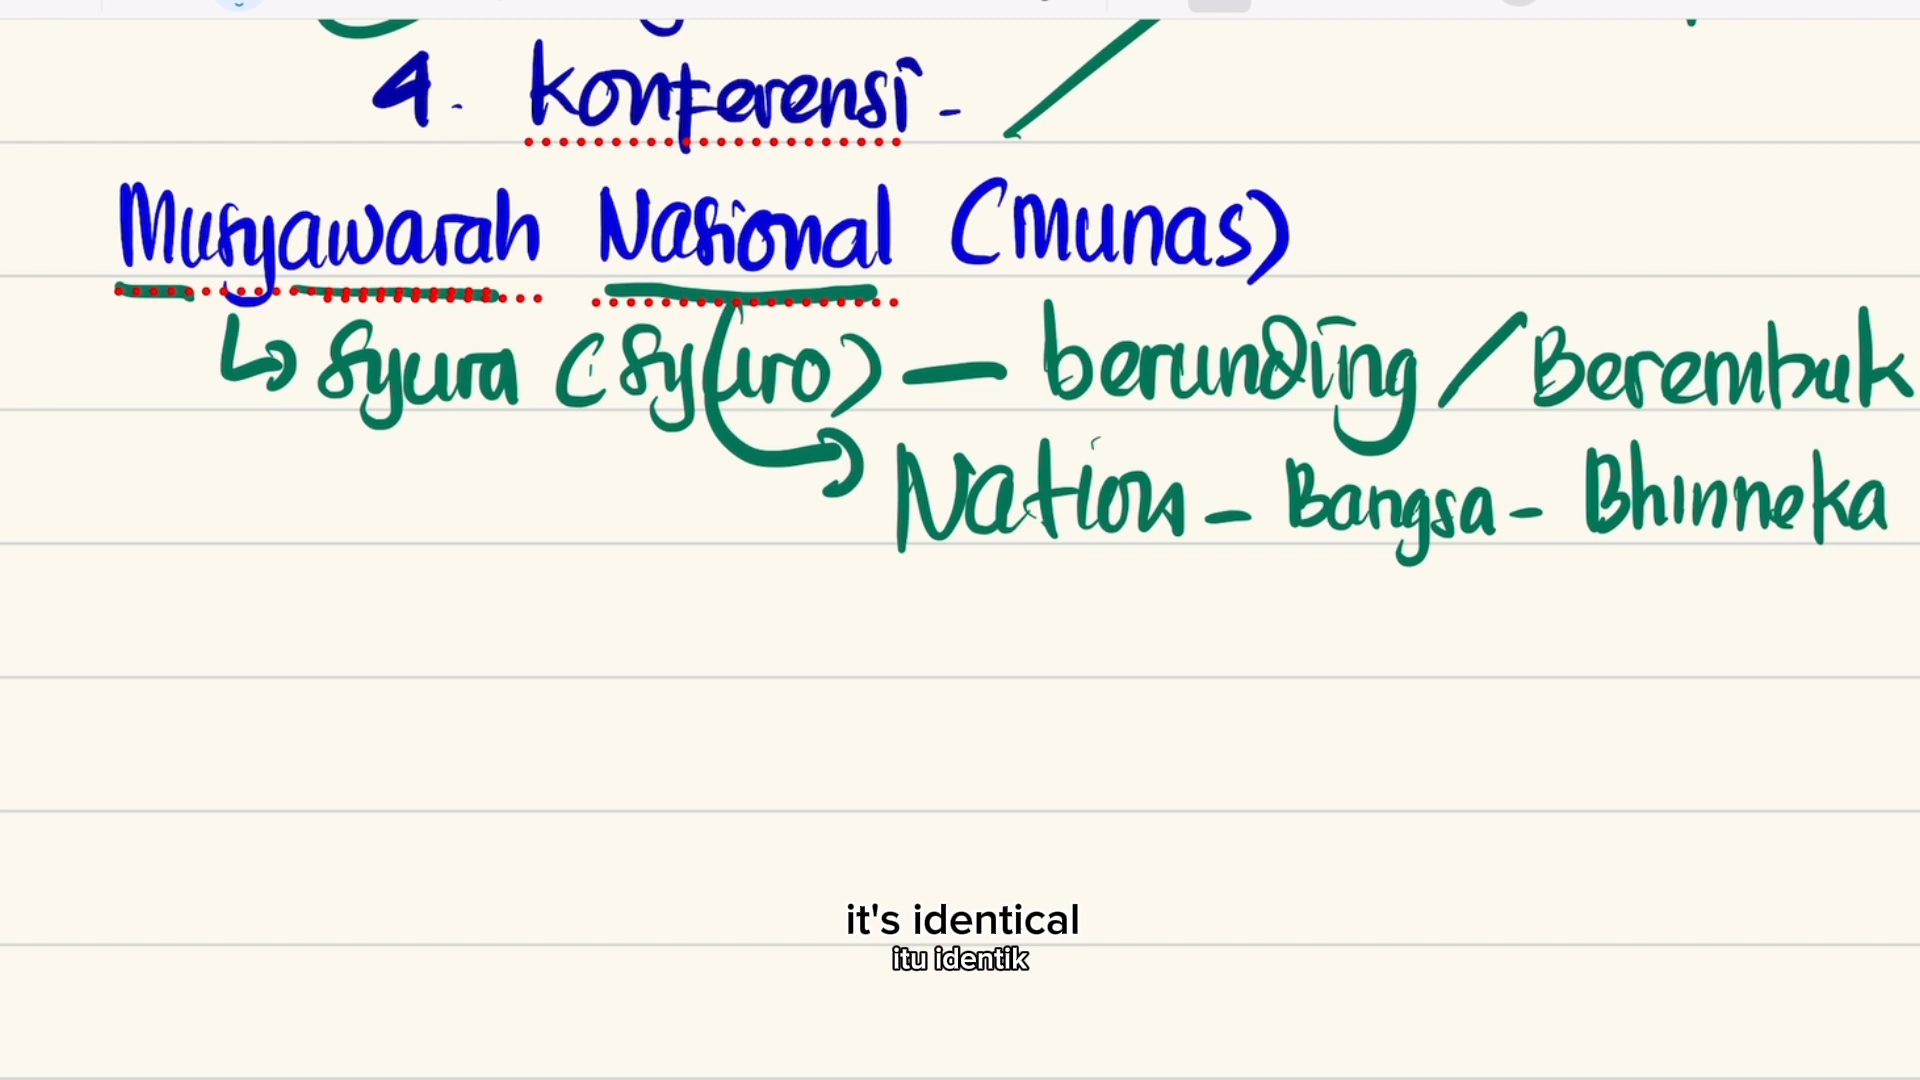 4. Konferensi -
Musyawarah Nasional (Munas)
↳ Syura (Syuro) — berunding / Berembuk
Nation - Bangsa - Bhinneka
it's identical
itu identik